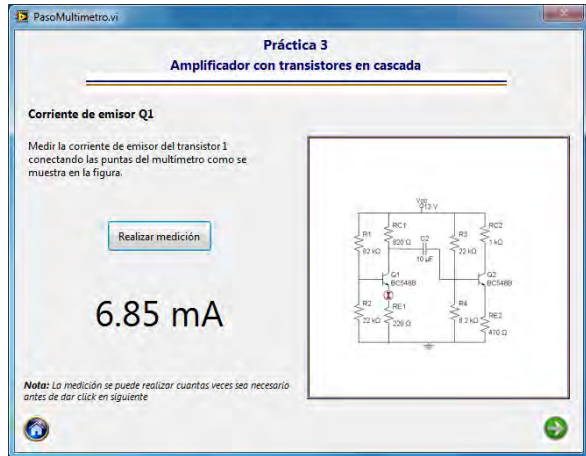 PasoMultimetro.vi
Práctica 3
Amplificador con transistores en cascada
Corriente de emisor Q1
Medir la corriente de emisor del transistor 1
conectando las puntas del multímetro como se
muestra en la figura.
Realizar medición
6.85 mA
Nota: La medición se puede realizar cuantas veces sea necesario
antes de dar click en siguiente
12 V
R1
82 kΩ
RC1
820 Ω
C2
10 µF
R3
22 kΩ
RC2
1 kΩ
Q1
BC548B
Q2
BC548B
R2
22 kΩ
RE1
220 Ω
R4
8.2 kΩ
RE2
470 Ω